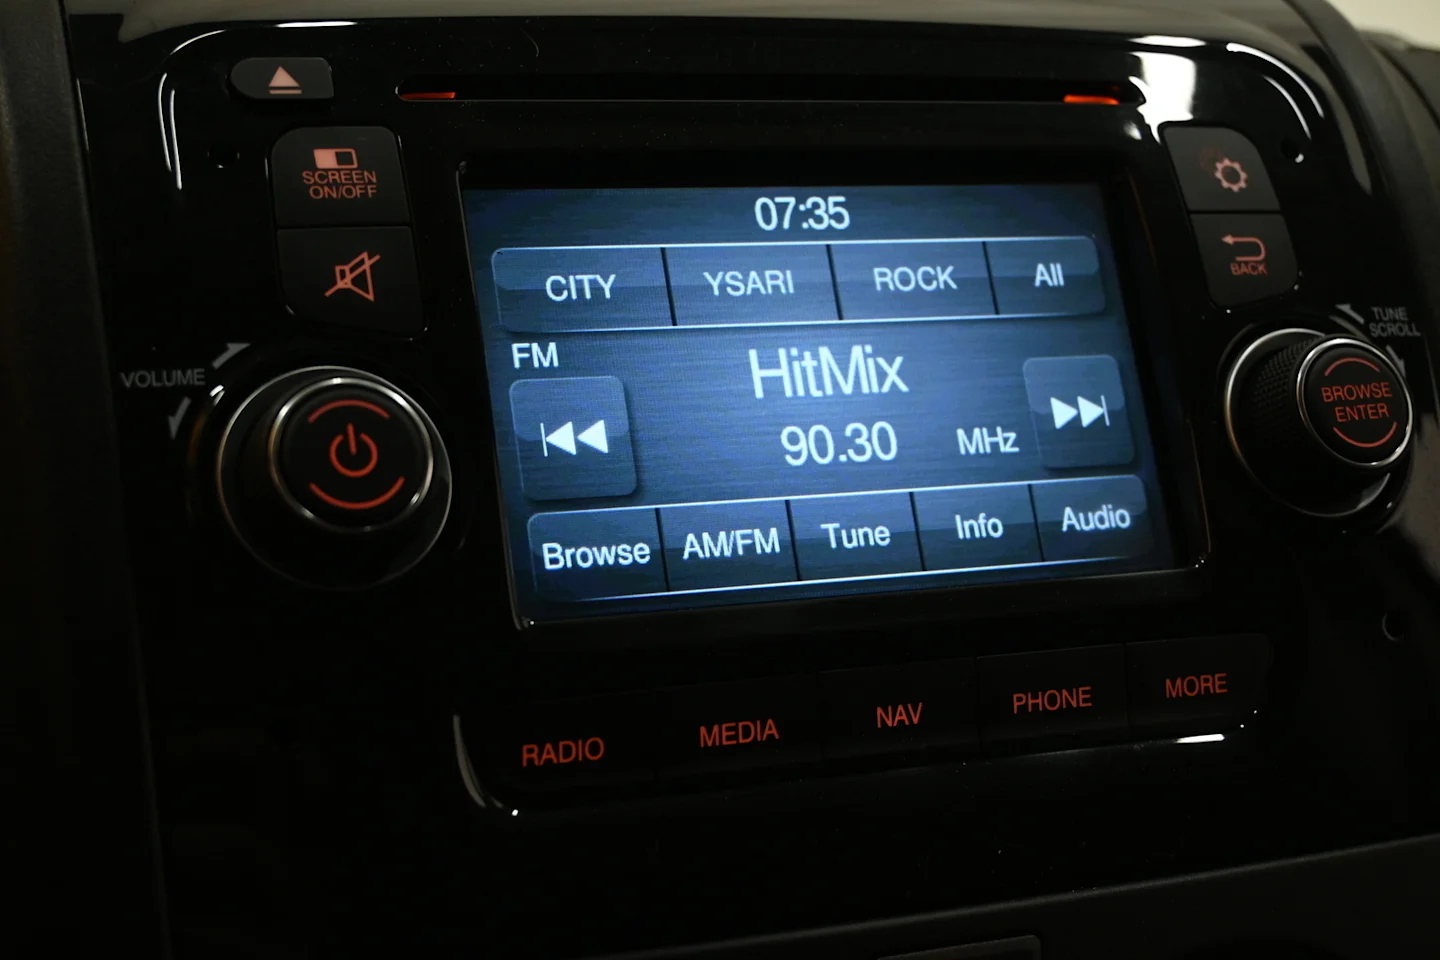 SCREEN
ON/OFF
07:35
CITY YSARI ROCK All
BACK
FM
HitMix
90.30 MHz
VOLUME
TUNE
SCROLL
BROWSE
ENTER
Browse AM/FM Tune Info Audio
RADIO MEDIA NAV PHONE MORE